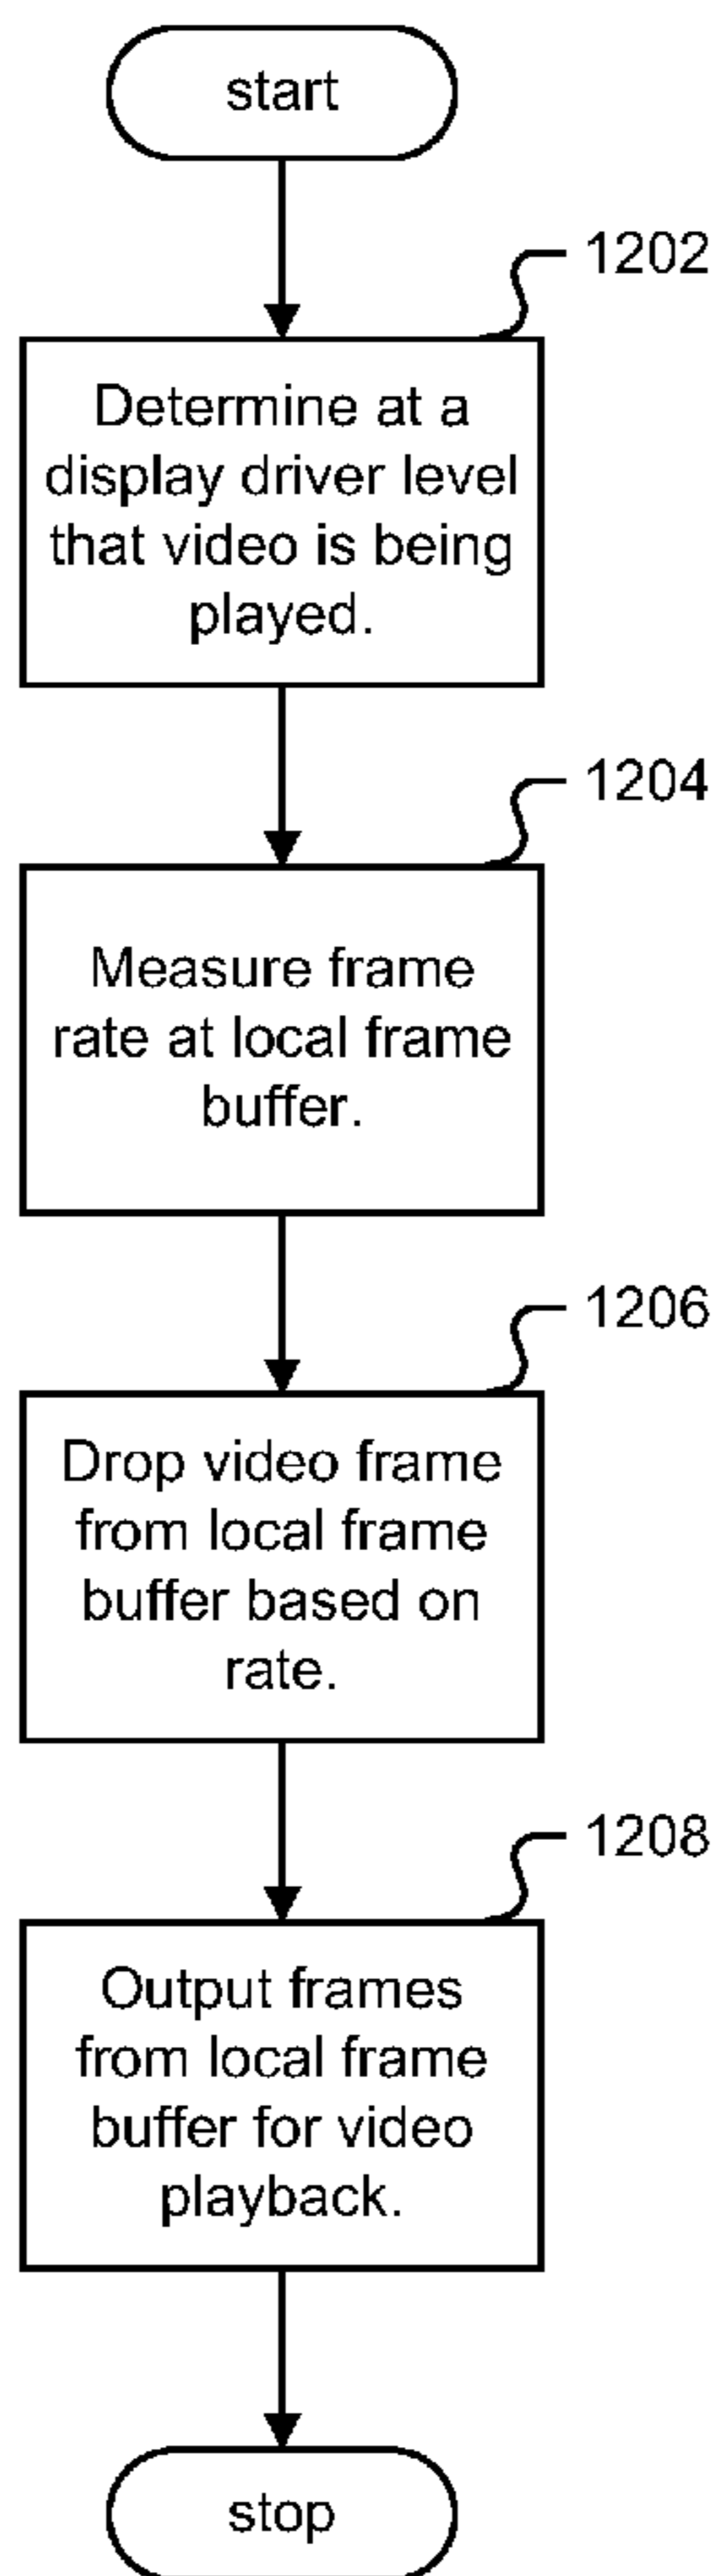 start
1202
Determine at a
display driver level
that video is being
played.
1204
Measure frame
rate at local frame
buffer.
1206
Drop video frame
from local frame
buffer based on
rate.
1208
Output frames
from local frame
buffer for video
playback.
stop